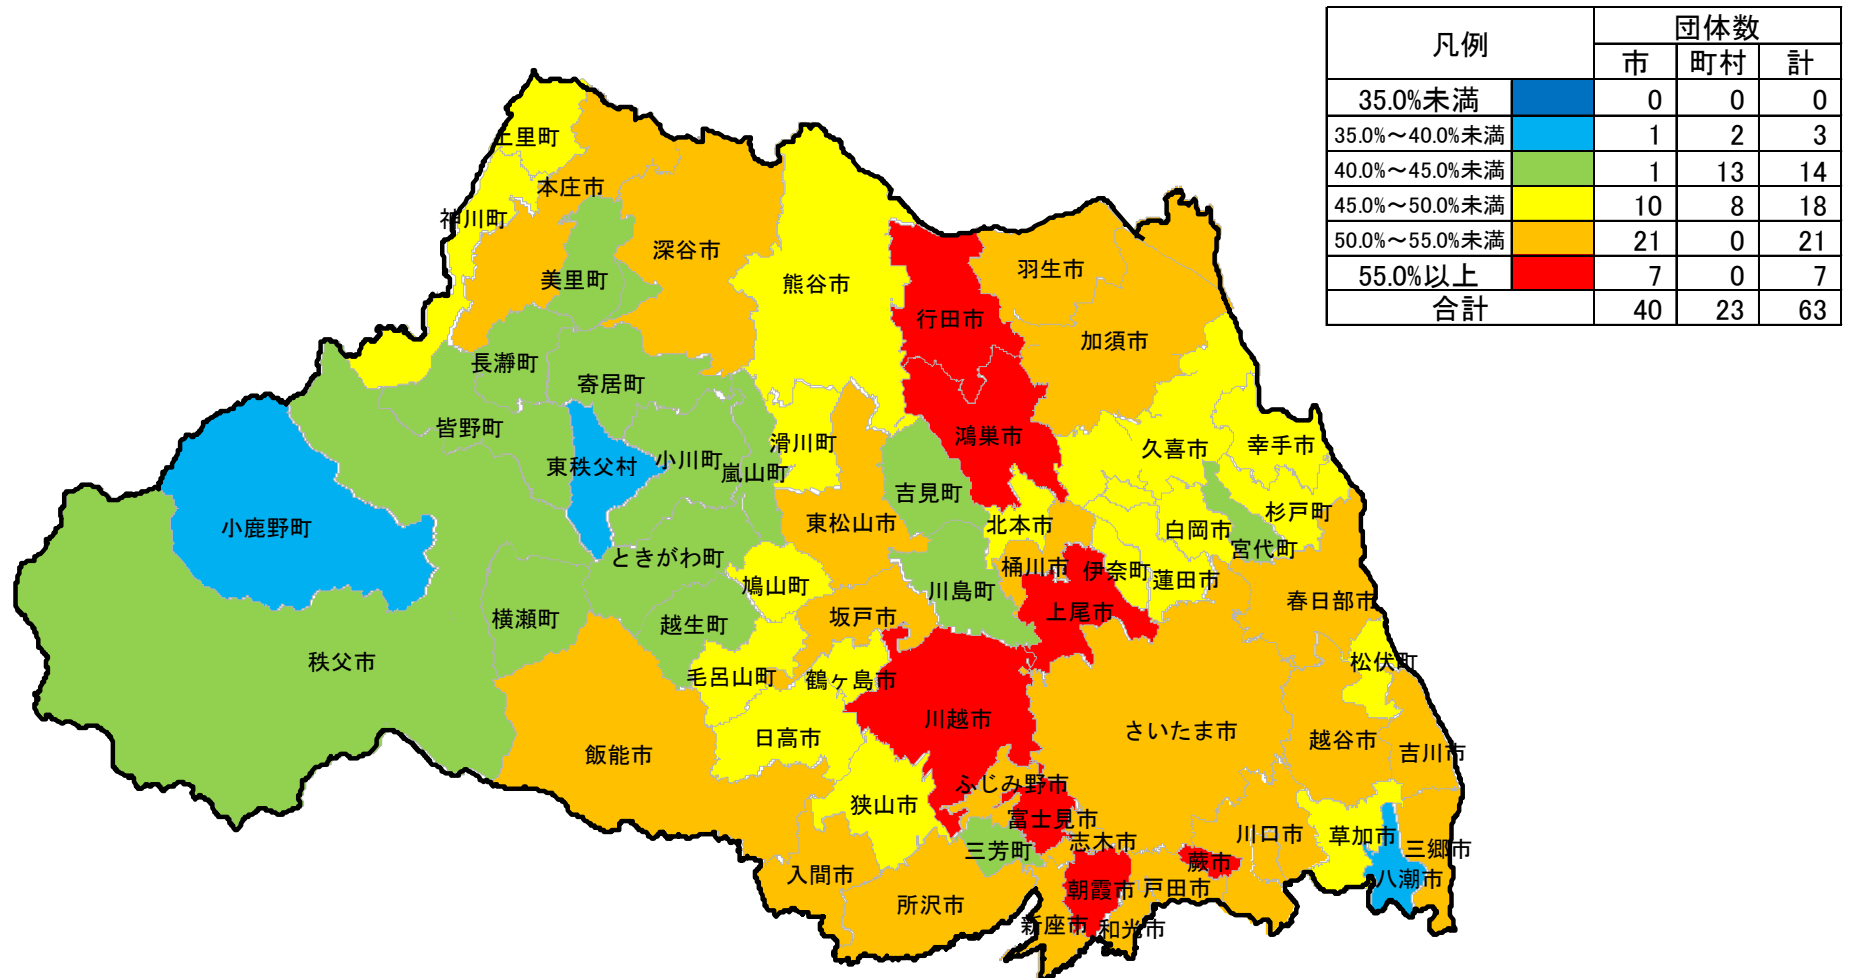 凡例 団体数
市 町村 計
35.0%未満 0 0 0
35.0%～40.0%未満 1 2 3
40.0%～45.0%未満 1 13 14
45.0%～50.0%未満 10 8 18
50.0%～55.0%未満 21 0 21
55.0%以上 7 0 7
合計 40 23 63
上里町
本庄市
神川町
深谷市
美里町
熊谷市
羽生市
行田市
加須市
長瀞町
寄居町
皆野町
滑川町
鴻巣市
久喜市
幸手市
東秩父村
小川町
嵐山町
吉見町
杉戸町
小鹿野町
東松山市
北本市
白岡市
宮代町
ときがわ町
桶川市
伊奈町
蓮田市
鳩山町
川島町
春日部市
横瀬町
越生町
坂戸市
上尾市
秩父市
松伏町
毛呂山町
鶴ヶ島市
川越市
さいたま市
日高市
越谷市
吉川市
飯能市
ふじみ野市
狭山市
富士見市
志木市
川口市
草加市
三郷市
三芳町
蕨市
入間市
朝霞市
戸田市
八潮市
所沢市
新座市
和光市